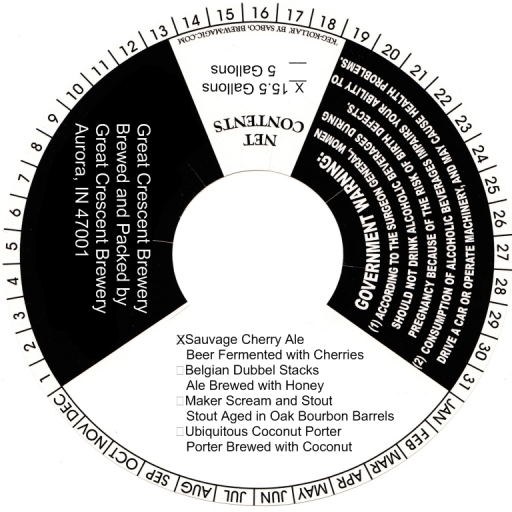 1 2 3 4 5 6 7 8 9 10 11 12 13 14 15 16 17 18 19 20 21 22 23 24 25 26 27 28 29 30 31
JAN FEB MAR APR MAY JUN JUL AUG SEP OCT NOV DEC
"KEG-KOLLAR" BY SABCO, BREW-MAGIC.COM
NET
CONTENTS
X 15.5 Gallons
__ 5 Gallons
Great Crescent Brewery
Brewed and Packed by
Great Crescent Brewery
Aurora, IN 47001
GOVERNMENT WARNING:
(1) ACCORDING TO THE SURGEON GENERAL, WOMEN
SHOULD NOT DRINK ALCOHOLIC BEVERAGES DURING
PREGNANCY BECAUSE OF THE RISK OF BIRTH DEFECTS.
(2) CONSUMPTION OF ALCOHOLIC BEVERAGES IMPAIRS YOUR ABILITY TO
DRIVE A CAR OR OPERATE MACHINERY, AND MAY CAUSE HEALTH PROBLEMS.
XSauvage Cherry Ale
Beer Fermented with Cherries
□Belgian Dubbel Stacks
Ale Brewed with Honey
□Maker Scream and Stout
Stout Aged in Oak Bourbon Barrels
□Ubiquitous Coconut Porter
Porter Brewed with Coconut